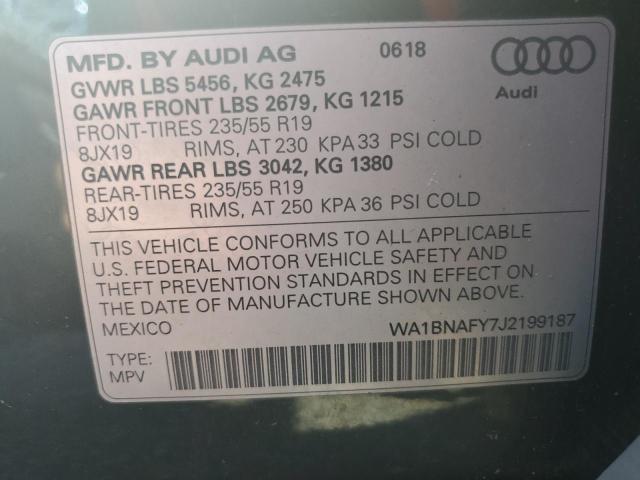 MFD. BY AUDI AG 0618
GVWR LBS 5456, KG 2475
GAWR FRONT LBS 2679, KG 1215
Audi
FRONT-TIRES 235/55 R19
8JX19 RIMS, AT 230 KPA 33 PSI COLD
GAWR REAR LBS 3042, KG 1380
REAR-TIRES 235/55 R19
8JX19 RIMS, AT 250 KPA 36 PSI COLD
THIS VEHICLE CONFORMS TO ALL APPLICABLE
U.S. FEDERAL MOTOR VEHICLE SAFETY AND
THEFT PREVENTION STANDARDS IN EFFECT ON
THE DATE OF MANUFACTURE SHOWN ABOVE.
MEXICO WA1BNAFY7J2199187
TYPE:
MPV